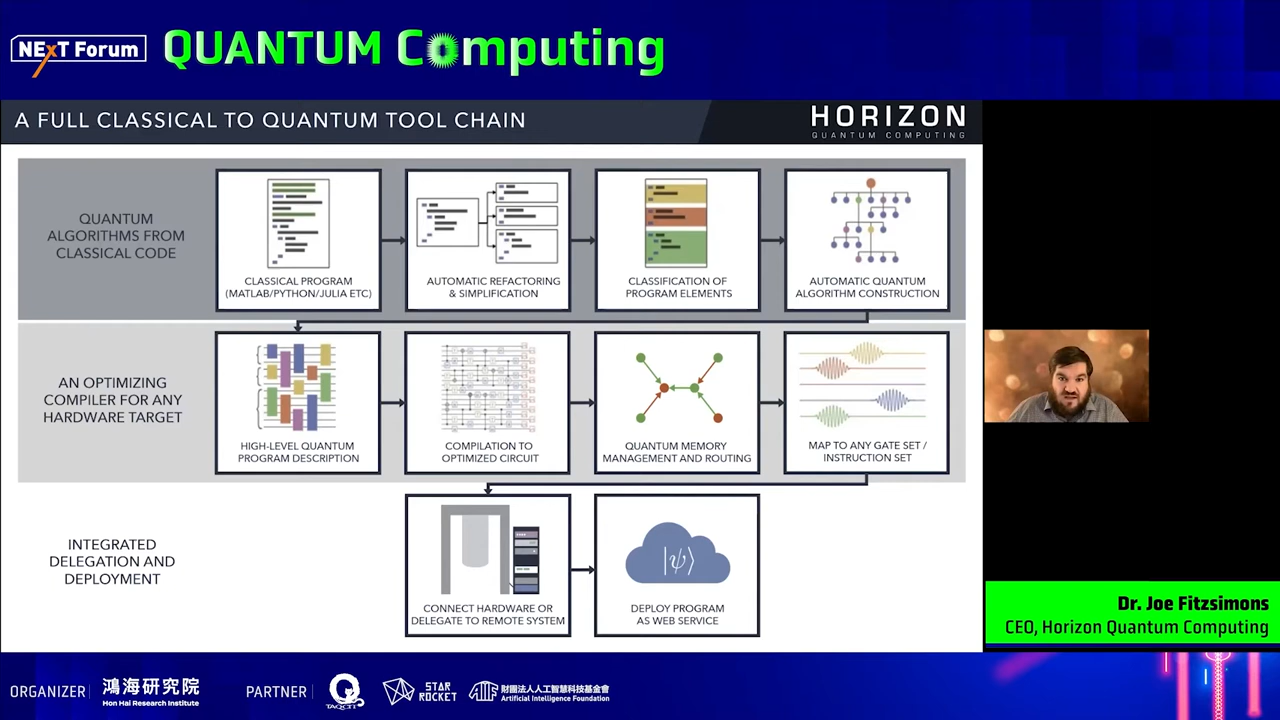 NExT Forum
QUANTUM Computing
A FULL CLASSICAL TO QUANTUM TOOL CHAIN
HORIZON
QUANTUM COMPUTING
QUANTUM
ALGORITHMS FROM
CLASSICAL CODE
CLASSICAL PROGRAM
(MATLAB/PYTHON/JULIA ETC)
AUTOMATIC REFACTORING
& SIMPLIFICATION
CLASSIFICATION OF
PROGRAM ELEMENTS
AUTOMATIC QUANTUM
ALGORITHM CONSTRUCTION
AN OPTIMIZING
COMPILER FOR ANY
HARDWARE TARGET
HIGH-LEVEL QUANTUM
PROGRAM DESCRIPTION
COMPILATION TO
OPTIMIZED CIRCUIT
QUANTUM MEMORY
MANAGEMENT AND ROUTING
MAP TO ANY GATE SET /
INSTRUCTION SET
INTEGRATED
DELEGATION AND
DEPLOYMENT
CONNECT HARDWARE OR
DELEGATE TO REMOTE SYSTEM
|ψ⟩
DEPLOY PROGRAM
AS WEB SERVICE
Dr. Joe Fitzsimons
CEO, Horizon Quantum Computing
ORGANIZER
鴻海研究院
Hon Hai Research Institute
PARTNER
TAQCIT
STAR
ROCKET
財團法人人工智慧科技基金會
Artificial Intelligence Foundation